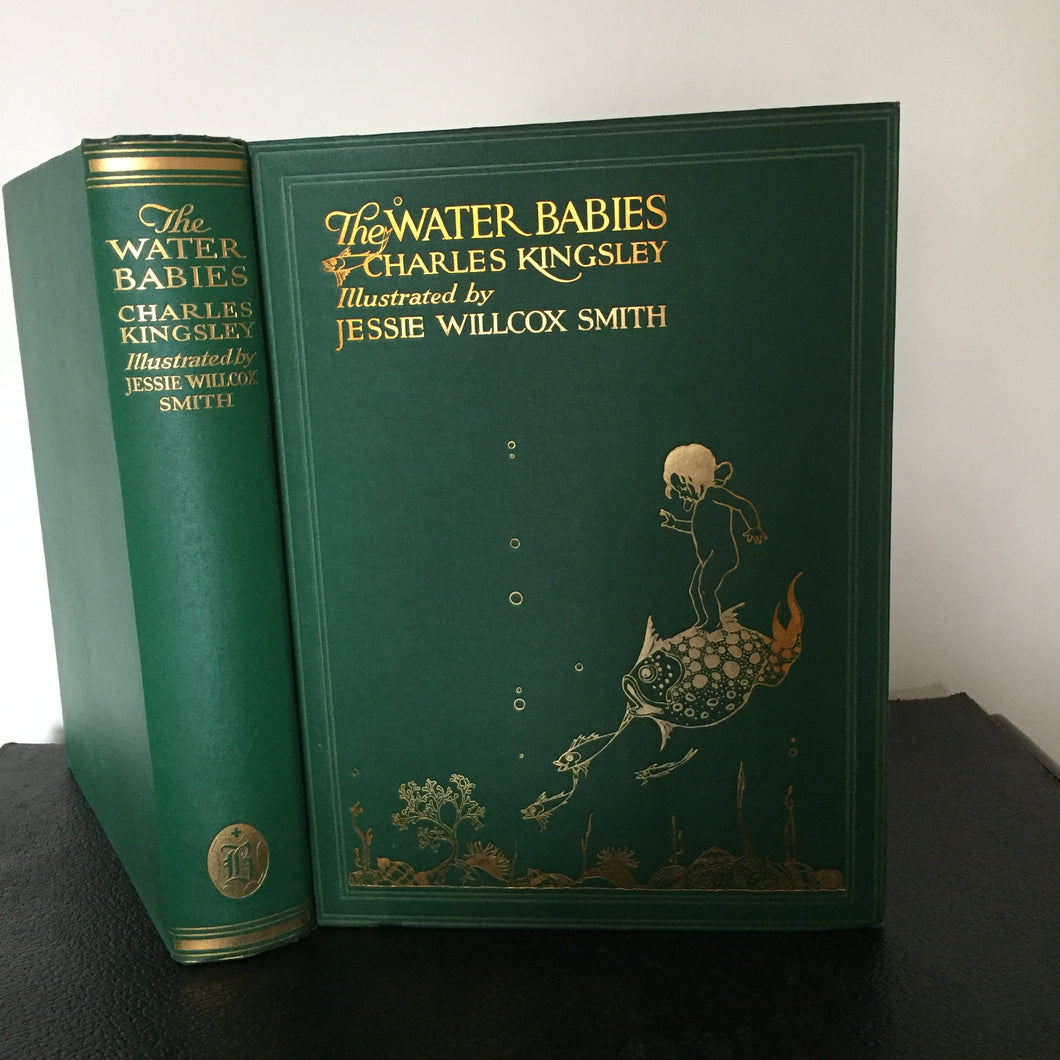 The
WATER
BABIES
CHARLES
KINGSLEY
Illustrated by
JESSIE WILLCOX
SMITH
B
The WATER BABIES
CHARLES KINGSLEY
Illustrated by
JESSIE WILLCOX SMITH